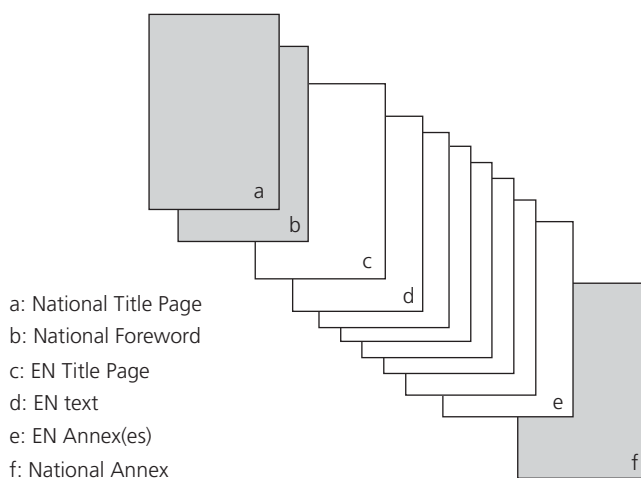 a
b
c
d
e
f
a: National Title Page
b: National Foreword
c: EN Title Page
d: EN text
e: EN Annex(es)
f: National Annex